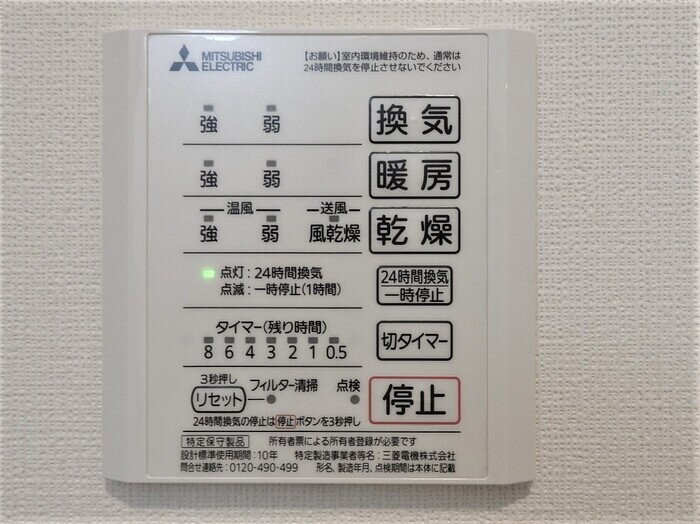 MITSUBISHI
ELECTRIC
【お願い】室内環境維持のため、通常は
24時間換気を停止させないでください
強 弱 換気
強 弱 暖房
温風 送風
強 弱 風乾燥 乾燥
点灯:24時間換気
点滅:一時停止(1時間)
24時間換気
一時停止
タイマー(残り時間)
8 6 4 3 2 1 0.5
切タイマー
3秒押し
リセット フィルター清掃 点検
停止
24時間換気の停止は停止ボタンを3秒押し
特定保守製品 所有者票による所有者登録が必要です
設計標準使用期間:10年 特定製造事業者等名:三菱電機株式会社
問合せ連絡先:0120-490-499 形名、製造年月、点検期間は本体に記載